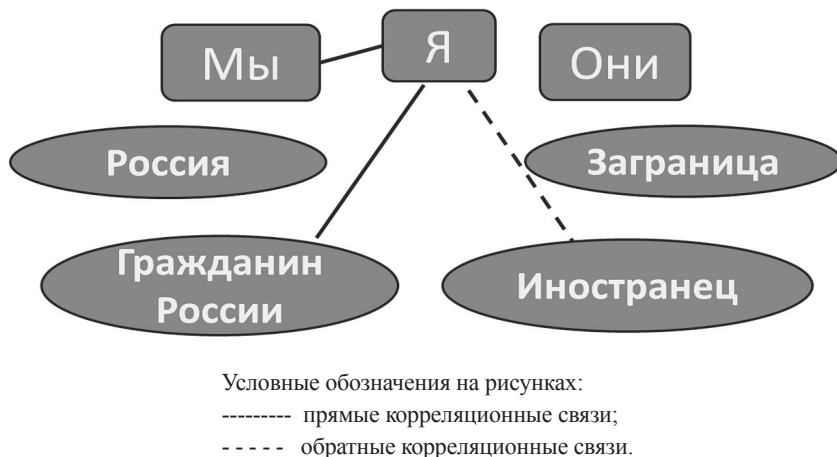 Мы
Я
Они
Россия
Заграница
Гражданин
России
Иностранец
Условные обозначения на рисунках:
--------- прямые корреляционные связи;
- - - - - обратные корреляционные связи.